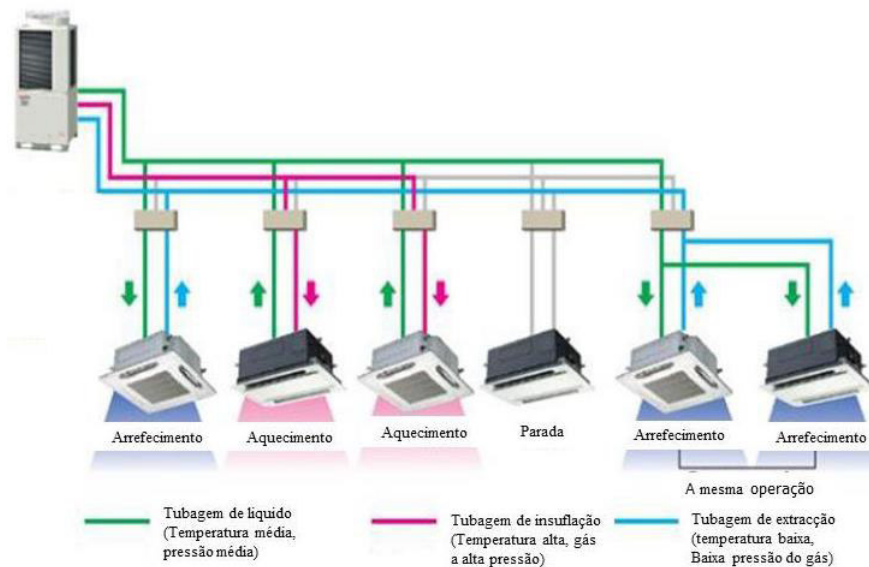 Arrefecimento
Aquecimento
Aquecimento
Parada
Arrefecimento
Arrefecimento
A mesma operação
Tubagem de liquido
(Temperatura média,
pressão média)
Tubagem de insuflação
(Temperatura alta, gás
a alta pressão)
Tubagem de extracção
(temperatura baixa,
Baixa pressão do gás)